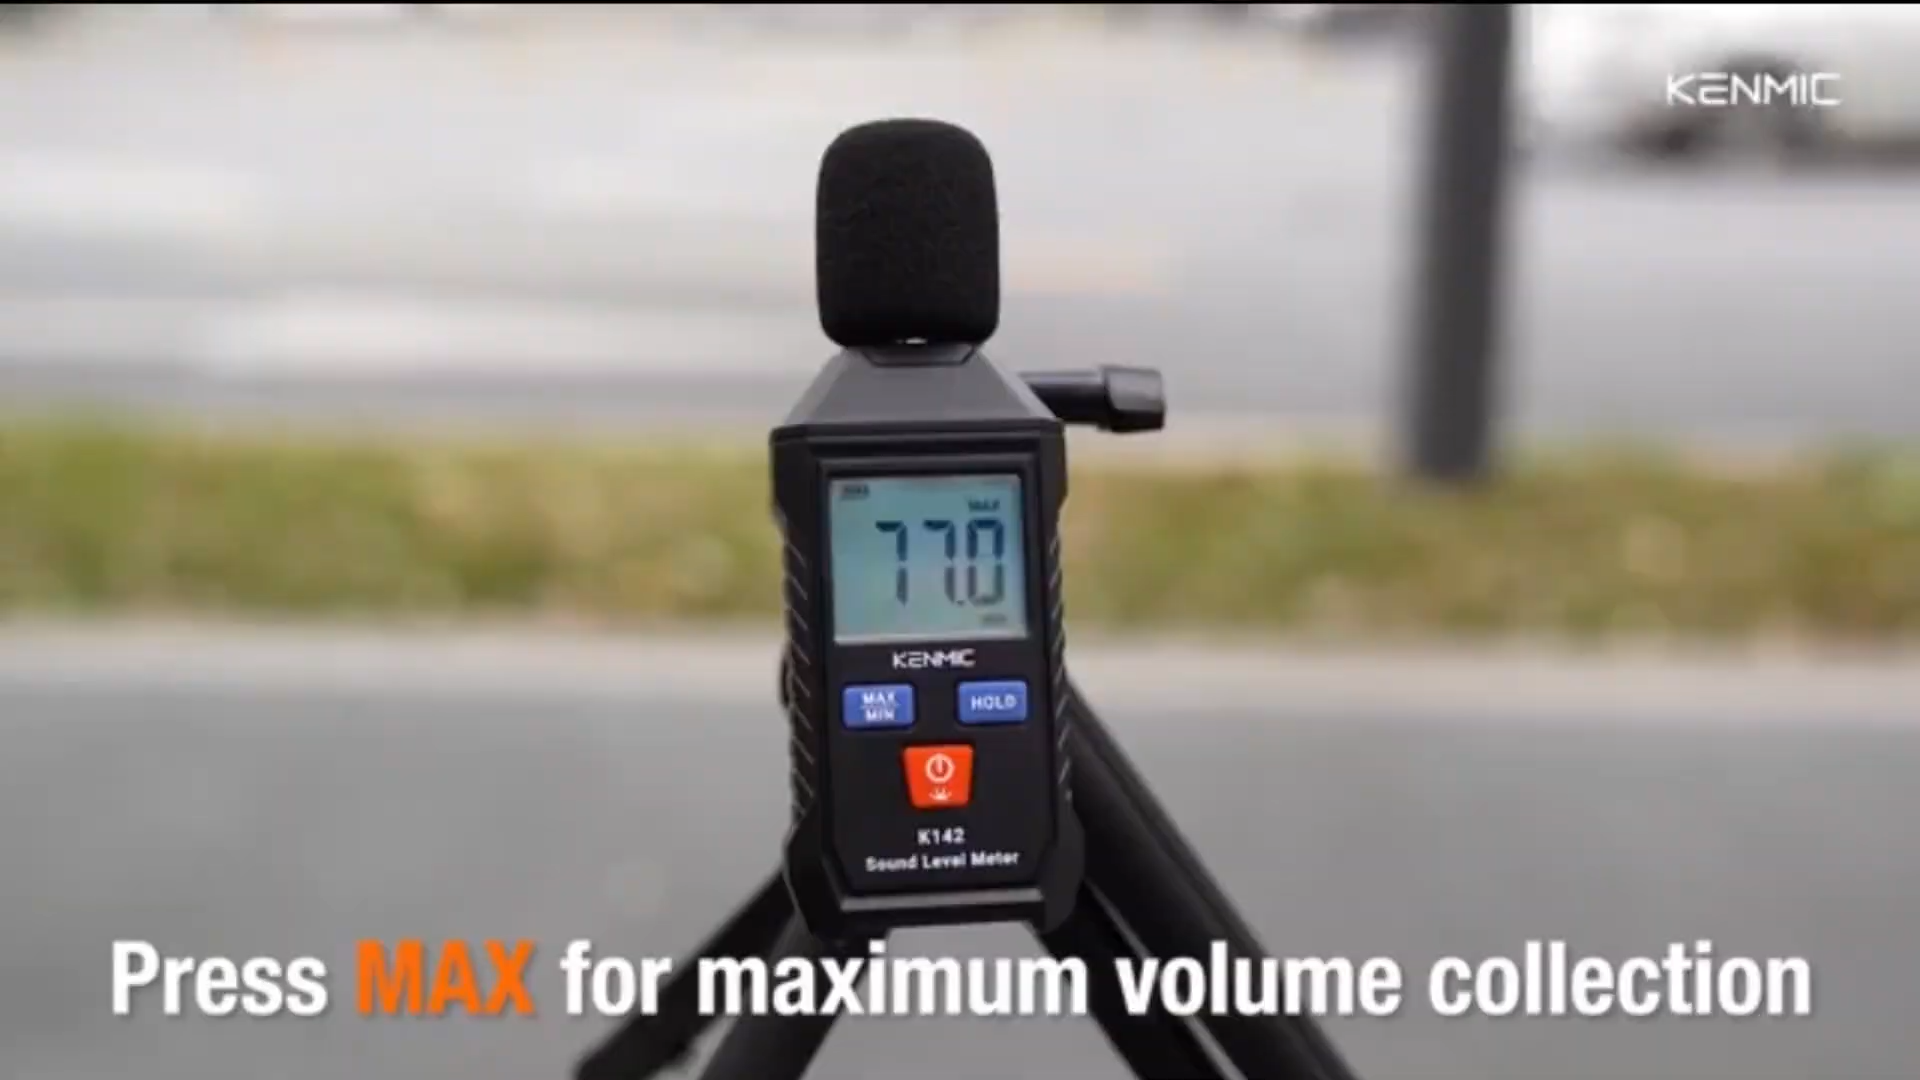 KENMIC
MAX
77.0
KENMIC
MAX
MIN
HOLD
K142
Sound Level Meter
Press MAX for maximum volume collection